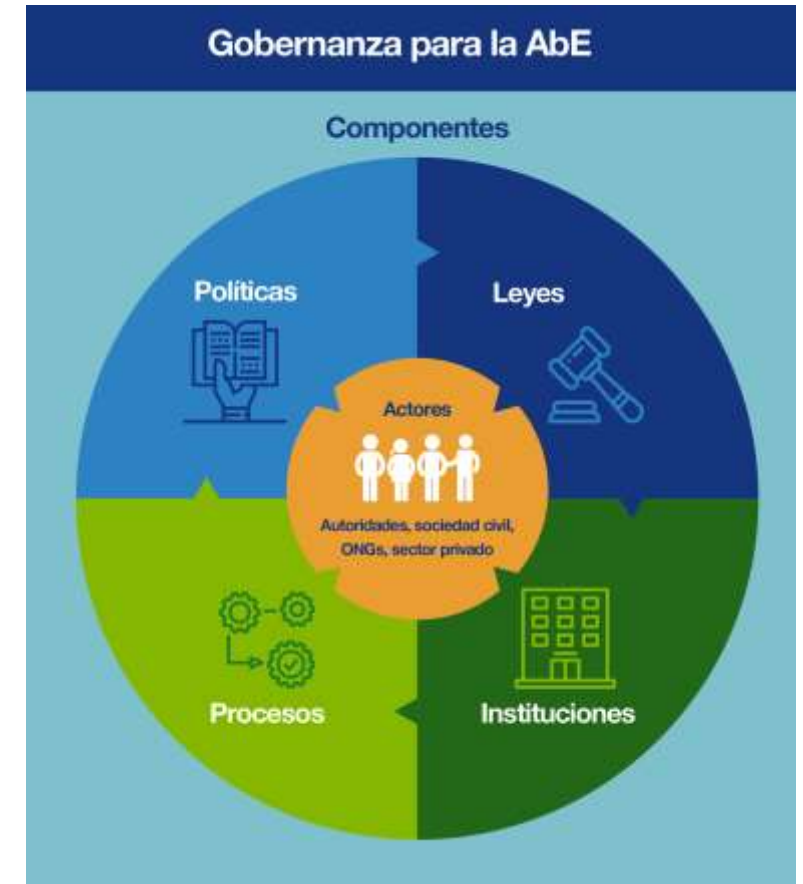 Gobernanza para la AbE
Componentes
Políticas
Leyes
Actores
Autoridades, sociedad civil,
ONGs, sector privado
Procesos
Instituciones